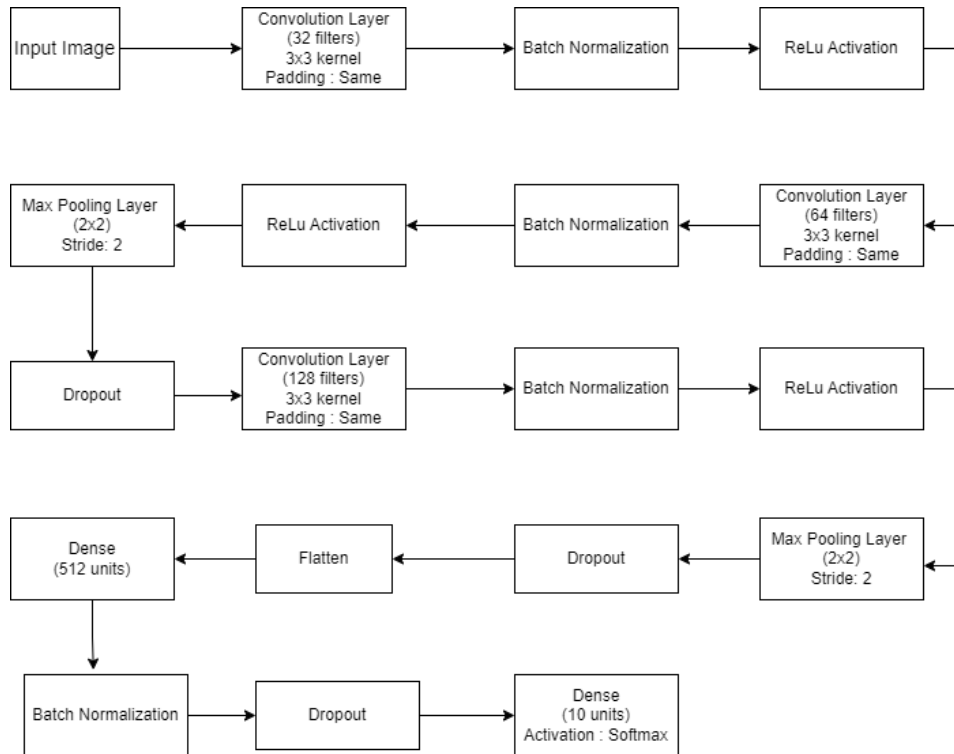 Input Image
Convolution Layer
(32 filters)
3x3 kernel
Padding : Same
Batch Normalization
ReLu Activation
Convolution Layer
(64 filters)
3x3 kernel
Padding : Same
Batch Normalization
ReLu Activation
Max Pooling Layer
(2x2)
Stride: 2
Dropout
Convolution Layer
(128 filters)
3x3 kernel
Padding : Same
Batch Normalization
ReLu Activation
Max Pooling Layer
(2x2)
Stride: 2
Dropout
Flatten
Dense
(512 units)
Batch Normalization
Dropout
Dense
(10 units)
Activation : Softmax